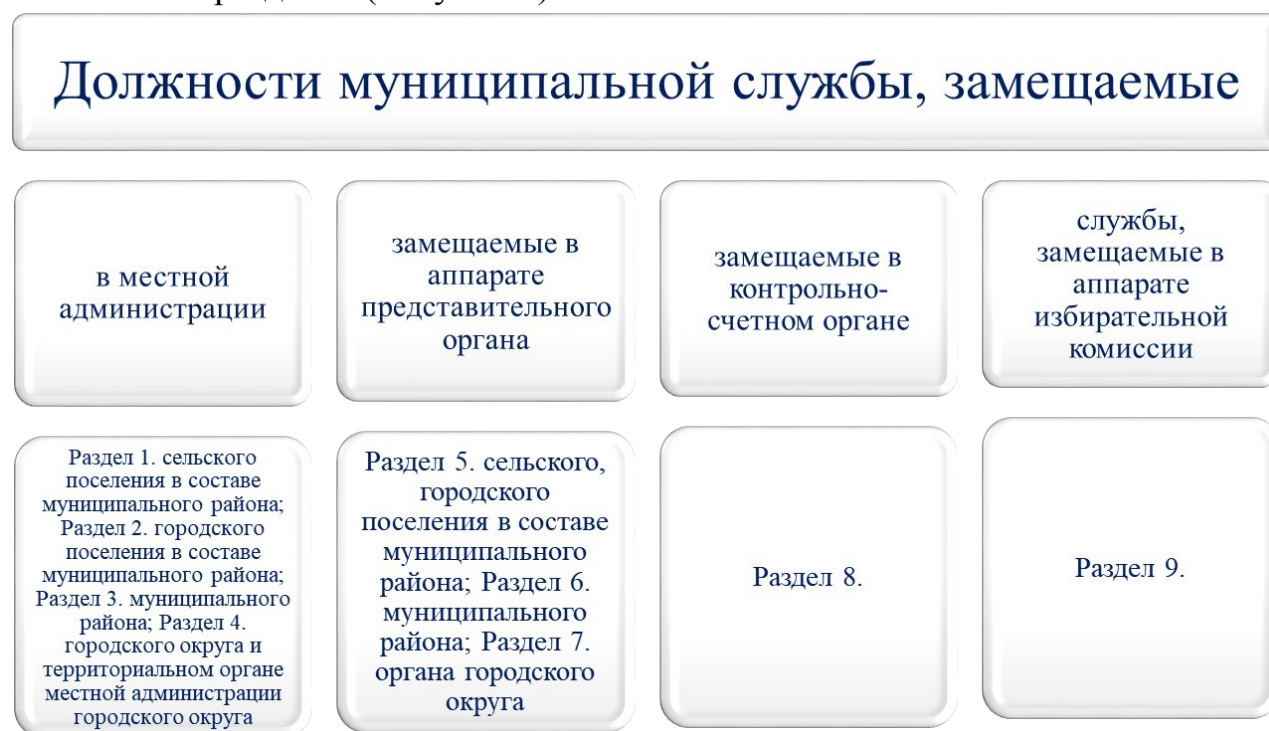 Должности муниципальной службы, замещаемые
в местной
администрации
замещаемые в
аппарате
представительного
органа
замещаемые в
контрольно-
счетном органе
службы,
замещаемые в
аппарате
избирательной
комиссии
Раздел 1. сельского
поселения в составе
муниципального района;
Раздел 2. городского
поселения в составе
муниципального района;
Раздел 3. муниципального
района; Раздел 4.
городского округа и
территориальном органе
местной администрации
городского округа
Раздел 5. сельского,
городского
поселения в составе
муниципального
района; Раздел 6.
муниципального
района; Раздел 7.
органа городского
округа
Раздел 8.
Раздел 9.